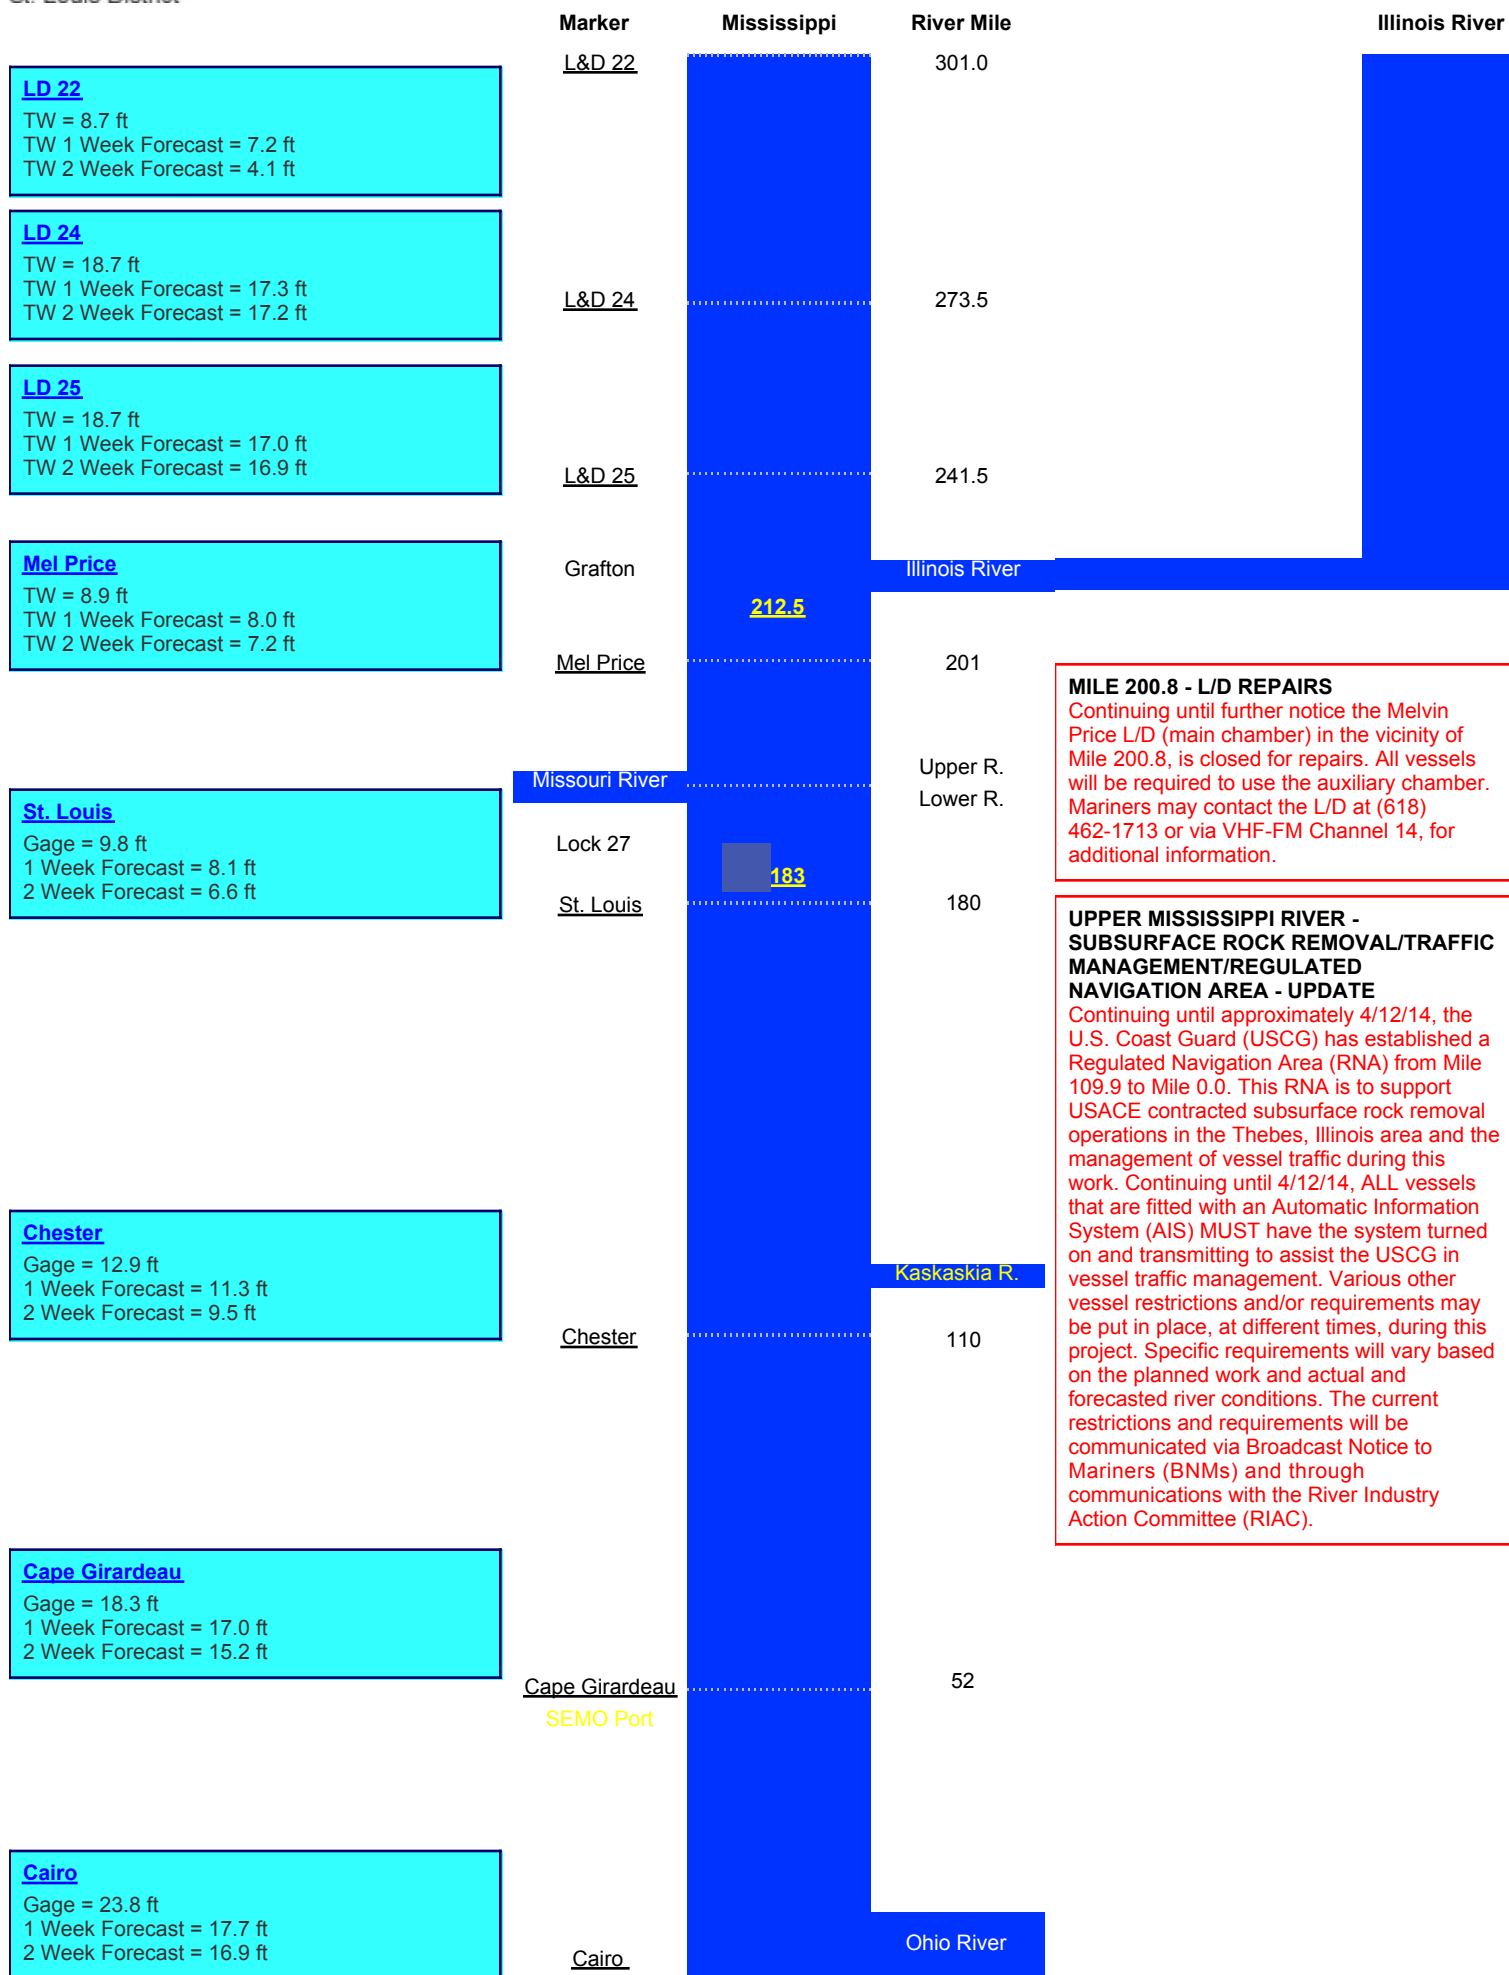 St. Louis District
Marker Mississippi River Mile Illinois River
L&D 22 301.0
LD 22
TW = 8.7 ft
TW 1 Week Forecast = 7.2 ft
TW 2 Week Forecast = 4.1 ft
LD 24
TW = 18.7 ft
TW 1 Week Forecast = 17.3 ft
TW 2 Week Forecast = 17.2 ft
L&D 24 273.5
LD 25
TW = 18.7 ft
TW 1 Week Forecast = 17.0 ft
TW 2 Week Forecast = 16.9 ft
L&D 25 241.5
Mel Price
TW = 8.9 ft
TW 1 Week Forecast = 8.0 ft
TW 2 Week Forecast = 7.2 ft
Grafton Illinois River
212.5
Mel Price 201
MILE 200.8 - L/D REPAIRS
Continuing until further notice the Melvin
Price L/D (main chamber) in the vicinity of
Mile 200.8, is closed for repairs. All vessels
will be required to use the auxiliary chamber.
Mariners may contact the L/D at (618)
462-1713 or via VHF-FM Channel 14, for
additional information.
Missouri River
Upper R.
Lower R.
St. Louis
Gage = 9.8 ft
1 Week Forecast = 8.1 ft
2 Week Forecast = 6.6 ft
Lock 27
183
St. Louis 180
UPPER MISSISSIPPI RIVER -
SUBSURFACE ROCK REMOVAL/TRAFFIC
MANAGEMENT/REGULATED
NAVIGATION AREA - UPDATE
Continuing until approximately 4/12/14, the
U.S. Coast Guard (USCG) has established a
Regulated Navigation Area (RNA) from Mile
109.9 to Mile 0.0. This RNA is to support
USACE contracted subsurface rock removal
operations in the Thebes, Illinois area and the
management of vessel traffic during this
work. Continuing until 4/12/14, ALL vessels
that are fitted with an Automatic Information
System (AIS) MUST have the system turned
on and transmitting to assist the USCG in
vessel traffic management. Various other
vessel restrictions and/or requirements may
be put in place, at different times, during this
project. Specific requirements will vary based
on the planned work and actual and
forecasted river conditions. The current
restrictions and requirements will be
communicated via Broadcast Notice to
Mariners (BNMs) and through
communications with the River Industry
Action Committee (RIAC).
Chester
Gage = 12.9 ft
1 Week Forecast = 11.3 ft
2 Week Forecast = 9.5 ft
Kaskaskia R.
Chester 110
Cape Girardeau
Gage = 18.3 ft
1 Week Forecast = 17.0 ft
2 Week Forecast = 15.2 ft
Cape Girardeau 52
SEMO Port
Cairo
Gage = 23.8 ft
1 Week Forecast = 17.7 ft
2 Week Forecast = 16.9 ft
Ohio River
Cairo